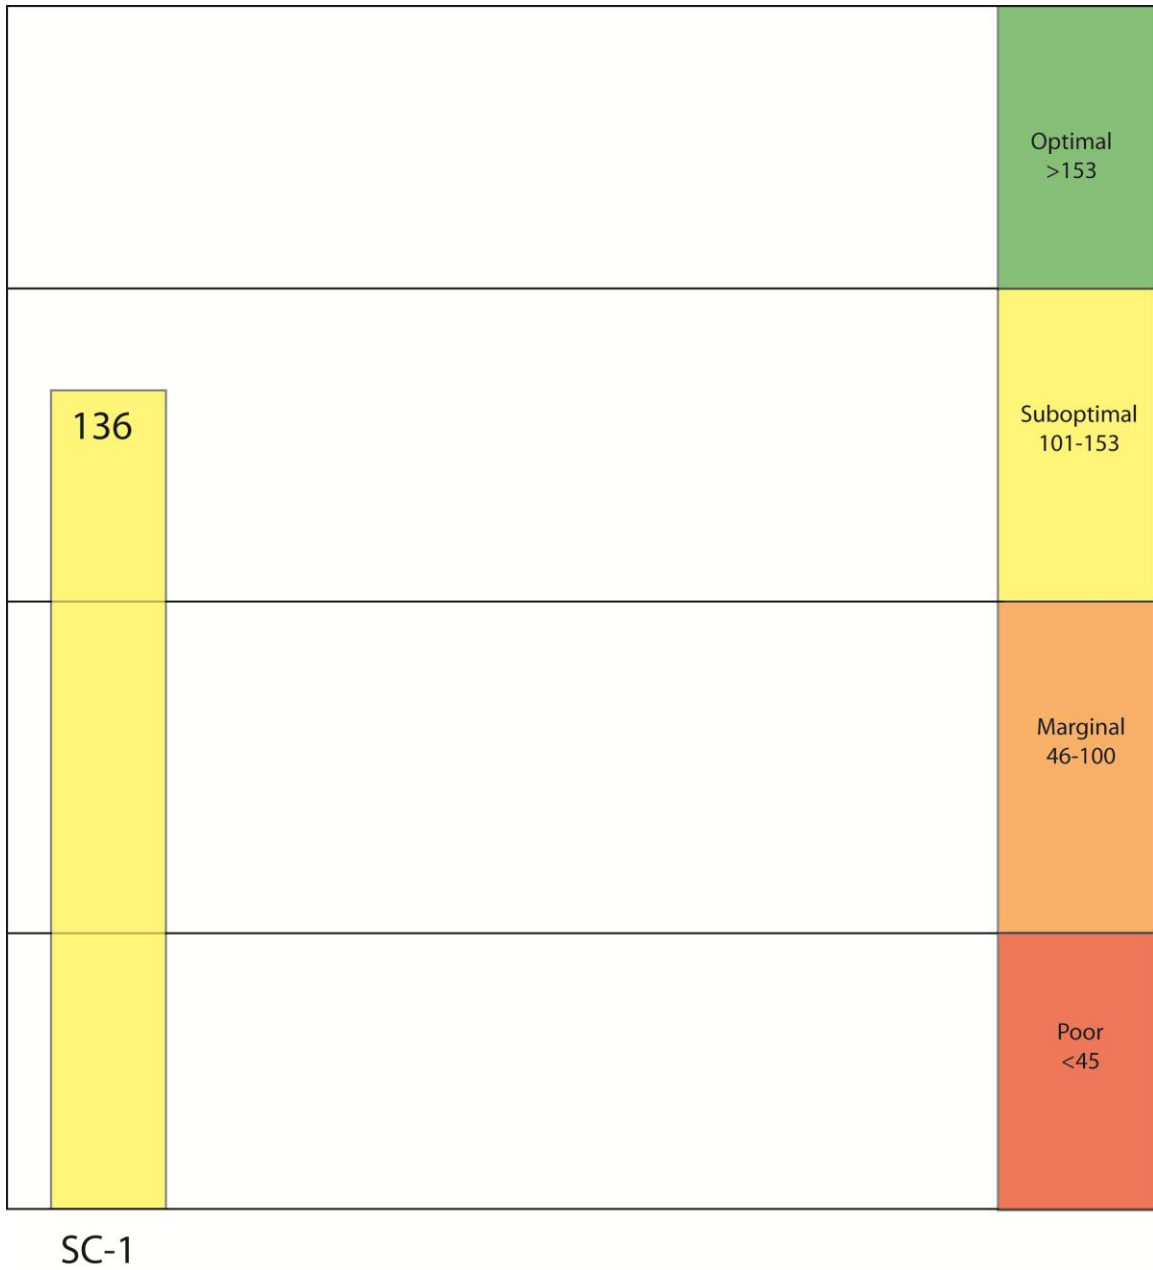 Optimal
>153
136
Suboptimal
101-153
Marginal
46-100
Poor
<45
SC-1